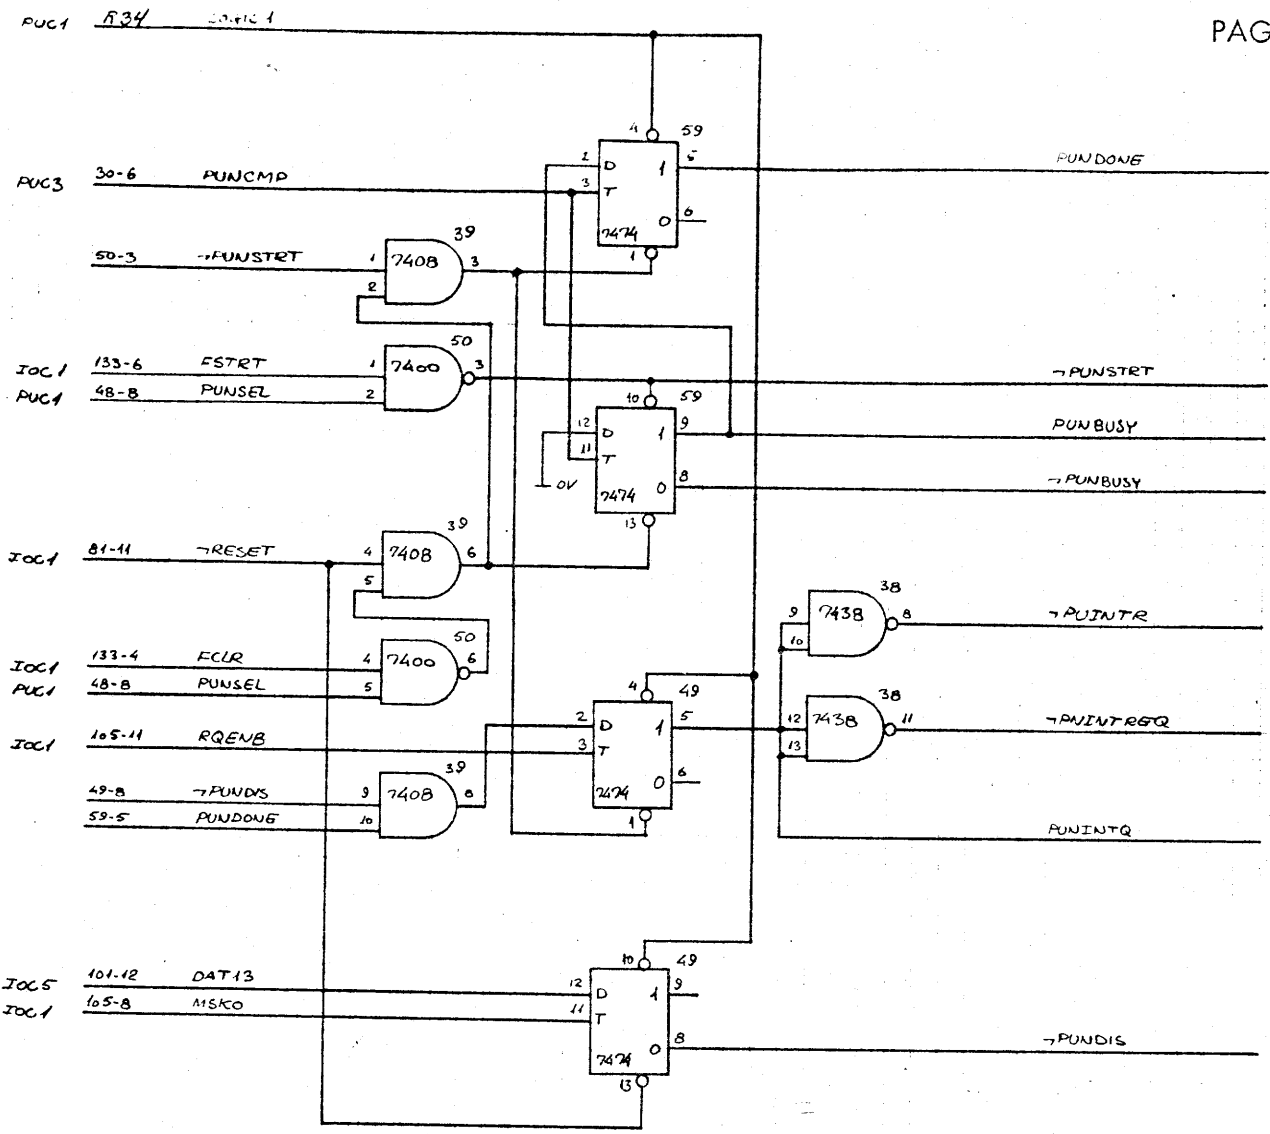 PUC1 R34 LOGIC 1
PAG
4 59
2 D 1 5 PUNDONE
PUC3 30-6 PUNCMP 3 T
0 6
7474
1
39
50-3 ¬PUNSTRT 1 7408 3
2
50
IOC1 133-6 FSTRT 1 7400 3 ¬PUNSTRT
PUC1 48-8 PUNSEL 2
10 59
12 D 1 9 PUNBUSY
11 T
0V 7474 0 8 ¬PUNBUSY
13
39
IOC1 81-11 ¬RESET 4 7408 6
5
38
9 7438 8 ¬PUINTR
10
50
IOC1 133-4 FCLR 4 7400 6
PUC1 48-8 PUNSEL 5
4 49
38
2 D 1 5 12 7438 11 ¬PNINTREQ
IOC1 105-11 RQENB 3 T 13
39
0 6
49-8 ¬PUNDIS 9 7408 8 7474
59-5 PUNDONE 10
1 PUNINTQ
10 49
IOC5 101-12 DAT13 12 D 1 9
IOC1 105-8 MSKO 11 T
0 8 ¬PUNDIS
7474
13